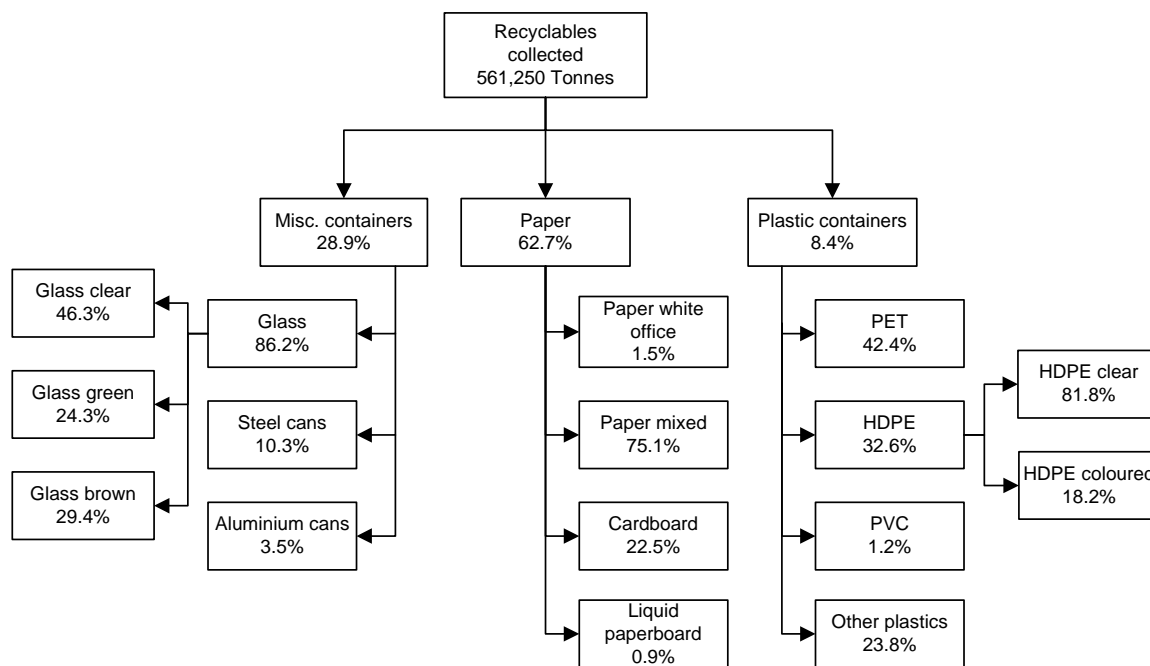 Recyclables
collected
561,250 Tonnes
Misc. containers
28.9%
Paper
62.7%
Plastic containers
8.4%
Glass clear
46.3%
Glass
86.2%
Paper white
office
1.5%
PET
42.4%
HDPE clear
81.8%
Glass green
24.3%
Steel cans
10.3%
Paper mixed
75.1%
HDPE
32.6%
HDPE coloured
18.2%
Glass brown
29.4%
Aluminium cans
3.5%
Cardboard
22.5%
PVC
1.2%
Liquid
paperboard
0.9%
Other plastics
23.8%